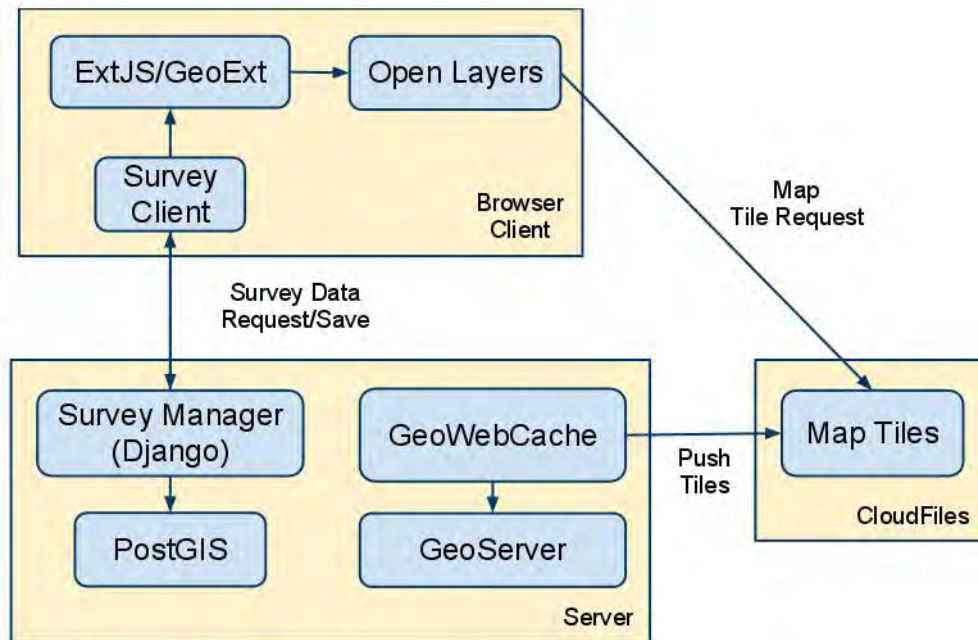 ExtJS/GeoExt
Open Layers
Survey
Client
Browser
Client
Map
Tile Request
Survey Data
Request/Save
Survey Manager
(Django)
GeoWebCache
Map Tiles
Push
Tiles
PostGIS
GeoServer
CloudFiles
Server